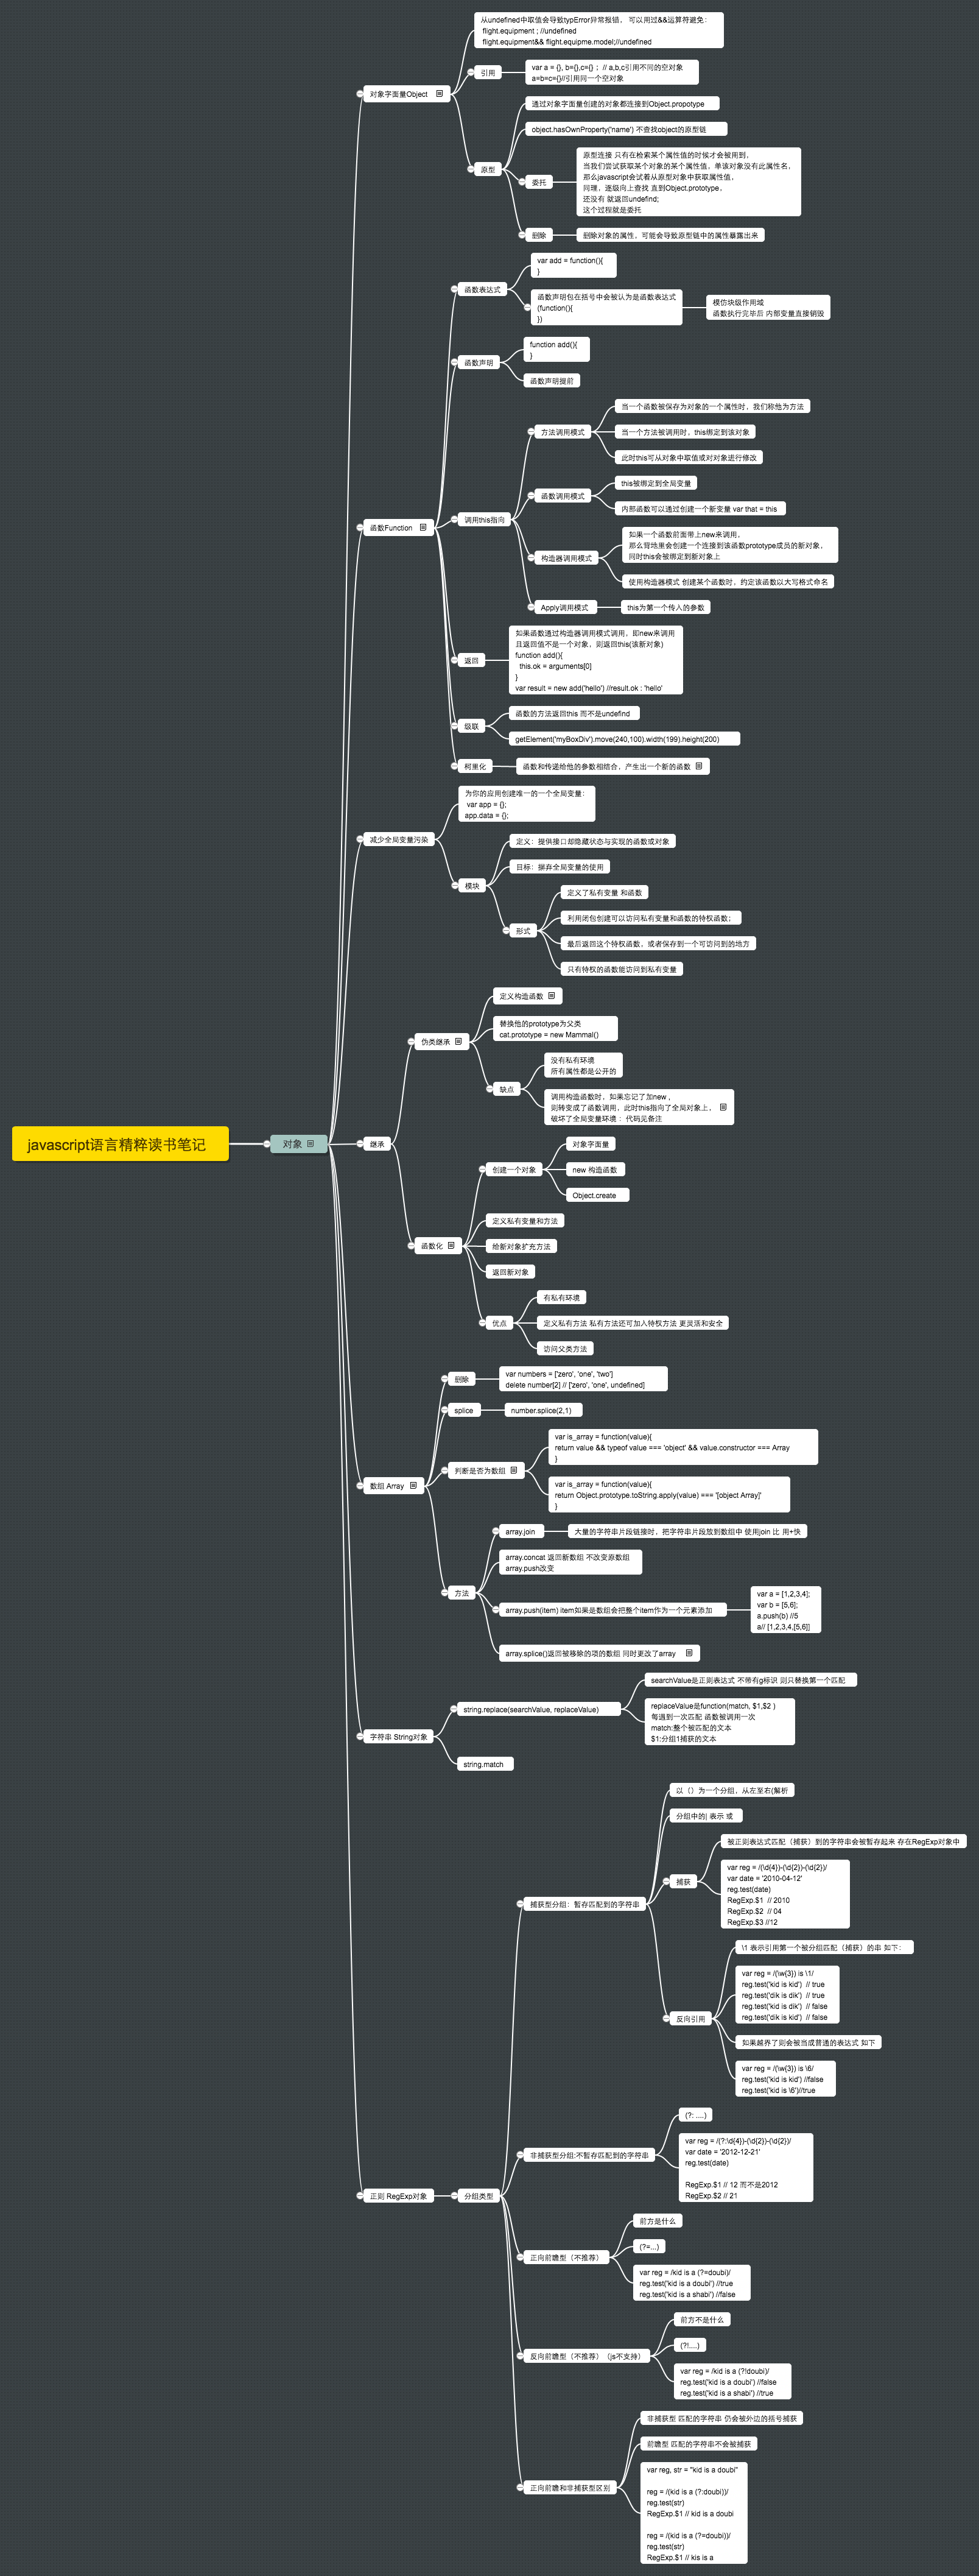 javascript语言精粹读书笔记
对象
对象字面量Object
从undefined中取值会导致typError异常报错， 可以用过&&运算符避免：
flight.equipment ; //undefined
flight.equipment&& flight.equipme.model;//undefined
引用
var a = {}, b={},c={} ； // a,b,c引用不同的空对象
a=b=c={}//引用同一个空对象
原型
通过对象字面量创建的对象都连接到Object.propotype
object.hasOwnProperty('name') 不查找object的原型链
委托
原型连接 只有在检索某个属性值的时候才会被用到，
当我们尝试获取某个对象的某个属性值，单该对象没有此属性名，
那么javascript会试着从原型对象中获取属性值，
同理，逐级向上查找 直到Object.prototype，
还没有 就返回undefind;
这个过程就是委托
删除
删除对象的属性，可能会导致原型链中的属性暴露出来
函数Function
函数表达式
var add = function(){
}
函数声明包在括号中会被认为是函数表达式
(function(){
})
模仿块级作用域
函数执行完毕后 内部变量直接销毁
函数声明
function add(){
}
函数声明提前
调用this指向
方法调用模式
当一个函数被保存为对象的一个属性时，我们称他为方法
当一个方法被调用时，this绑定到该对象
此时this可从对象中取值或对对象进行修改
函数调用模式
this被绑定到全局变量
内部函数可以通过创建一个新变量 var that = this
构造器调用模式
如果一个函数前面带上new来调用，
那么背地里会创建一个连接到该函数prototype成员的新对象，
同时this会被绑定到新对象上
使用构造器模式 创建某个函数时，约定该函数以大写格式命名
Apply调用模式
this为第一个传入的参数
返回
如果函数通过构造器调用模式调用，即new来调用
且返回值不是一个对象，则返回this(该新对象)
function add(){
this.ok = arguments[0]
}
var result = new add('hello') //result.ok : 'hello'
级联
函数的方法返回this 而不是undefind
getElement('myBoxDiv').move(240,100).width(199).height(200)
柯里化
函数和传递给他的参数相结合，产生出一个新的函数
减少全局变量污染
为你的应用创建唯一的一个全局变量：
var app = {};
app.data = {};
模块
定义：提供接口却隐藏状态与实现的函数或对象
目标：摒弃全局变量的使用
形式
定义了私有变量 和函数
利用闭包创建可以访问私有变量和函数的特权函数；
最后返回这个特权函数，或者保存到一个可访问到的地方
只有特权的函数能访问到私有变量
继承
伪类继承
定义构造函数
替换他的prototype为父类
cat.prototype = new Mammal()
缺点
没有私有环境
所有属性都是公开的
调用构造函数时，如果忘记了加new ，
则转变成了函数调用，此时this指向了全局对象上，
破坏了全局变量环境 ：代码见备注
函数化
创建一个对象
对象字面量
new 构造函数
Object.create
定义私有变量和方法
给新对象扩充方法
返回新对象
优点
有私有环境
定义私有方法 私有方法还可加入特权方法 更灵活和安全
访问父类方法
数组 Array
删除
var numbers = ['zero', 'one', 'two']
delete number[2] // ['zero', 'one', undefined]
splice
number.splice(2,1)
判断是否为数组
var is_array = function(value){
return value && typeof value === 'object' && value.constructor === Array
}
var is_array = function(value){
return Object.prototype.toString.apply(value) === '[object Array]'
}
方法
array.join
大量的字符串片段链接时，把字符串片段放到数组中 使用join 比 用+快
array.concat 返回新数组 不改变原数组
array.push改变
array.push(item) item如果是数组会把整个item作为一个元素添加
var a = [1,2,3,4];
var b = [5,6];
a.push(b) //5
a// [1,2,3,4,[5,6]]
array.splice()返回被移除的项的数组 同时更改了array
字符串 String对象
string.replace(searchValue, replaceValue)
searchValue是正则表达式 不带有g标识 则只替换第一个匹配
replaceValue是function(match, $1,$2 )
每遇到一次匹配 函数被调用一次
match:整个被匹配的文本
$1:分组1捕获的文本
string.match
正则 RegExp对象
分组类型
捕获型分组：暂存匹配到的字符串
以（）为一个分组，从左至右(解析
分组中的| 表示 或
捕获
被正则表达式匹配（捕获）到的字符串会被暂存起来 存在RegExp对象中
var reg = /(\d{4})-(\d{2})-(\d{2})/
var date = '2010-04-12'
reg.test(date)
RegExp.$1 // 2010
RegExp.$2 // 04
RegExp.$3 //12
反向引用
\1 表示引用第一个被分组匹配（捕获）的串 如下：
var reg = /(\w{3}) is \1/
reg.test('kid is kid') // true
reg.test('dik is dik') // true
reg.test('kid is dik') // false
reg.test('dik is kid') // false
如果越界了则会被当成普通的表达式 如下
var reg = /(\w{3}) is \6/
reg.test('kid is kid') //false
reg.test('kid is \6')//true
非捕获型分组:不暂存匹配到的字符串
(?: ....)
var reg = /(?:\d{4})-(\d{2})-(\d{2})/
var date = '2012-12-21'
reg.test(date)
RegExp.$1 // 12 而不是2012
RegExp.$2 // 21
正向前瞻型（不推荐）
前方是什么
(?=...)
var reg = /kid is a (?=doubi)/
reg.test('kid is a doubi') //true
reg.test('kid is a shabi') //false
反向前瞻型（不推荐）（js不支持）
前方不是什么
(?!....)
var reg = /kid is a (?!doubi)/
reg.test('kid is a doubi') //false
reg.test('kid is a shabi') //true
正向前瞻和非捕获型区别
非捕获型 匹配的字符串 仍会被外边的括号捕获
前瞻型 匹配的字符串不会被捕获
var reg, str = "kid is a doubi"
reg = /(kid is a (?:doubi))/
reg.test(str)
RegExp.$1 // kid is a doubi
reg = /(kid is a (?=doubi))/
reg.test(str)
RegExp.$1 // kis is a